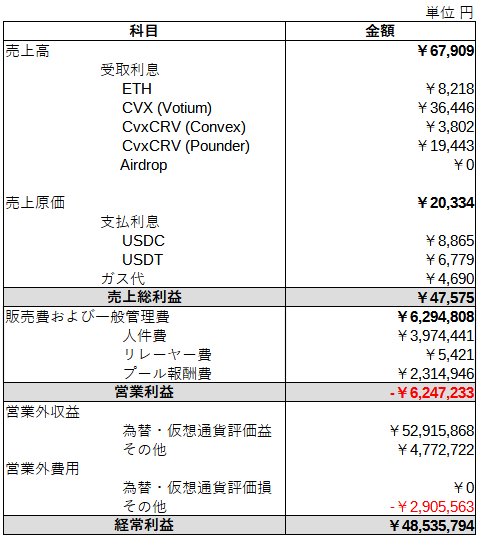 単位 円
科目 金額
売上高 ￥67,909
受取利息
ETH ￥8,218
CVX (Votium) ￥36,446
CvxCRV (Convex) ￥3,802
CvxCRV (Pounder) ￥19,443
Airdrop ￥0
売上原価 ￥20,334
支払利息
USDC ￥8,865
USDT ￥6,779
ガス代 ￥4,690
売上総利益 ￥47,575
販売費および一般管理費 ￥6,294,808
人件費 ￥3,974,441
リレーヤー費 ￥5,421
プール報酬費 ￥2,314,946
営業利益 -￥6,247,233
営業外収益
為替・仮想通貨評価益 ￥52,915,868
その他 ￥4,772,722
営業外費用
為替・仮想通貨評価損 ￥0
その他 -￥2,905,563
経常利益 ￥48,535,794